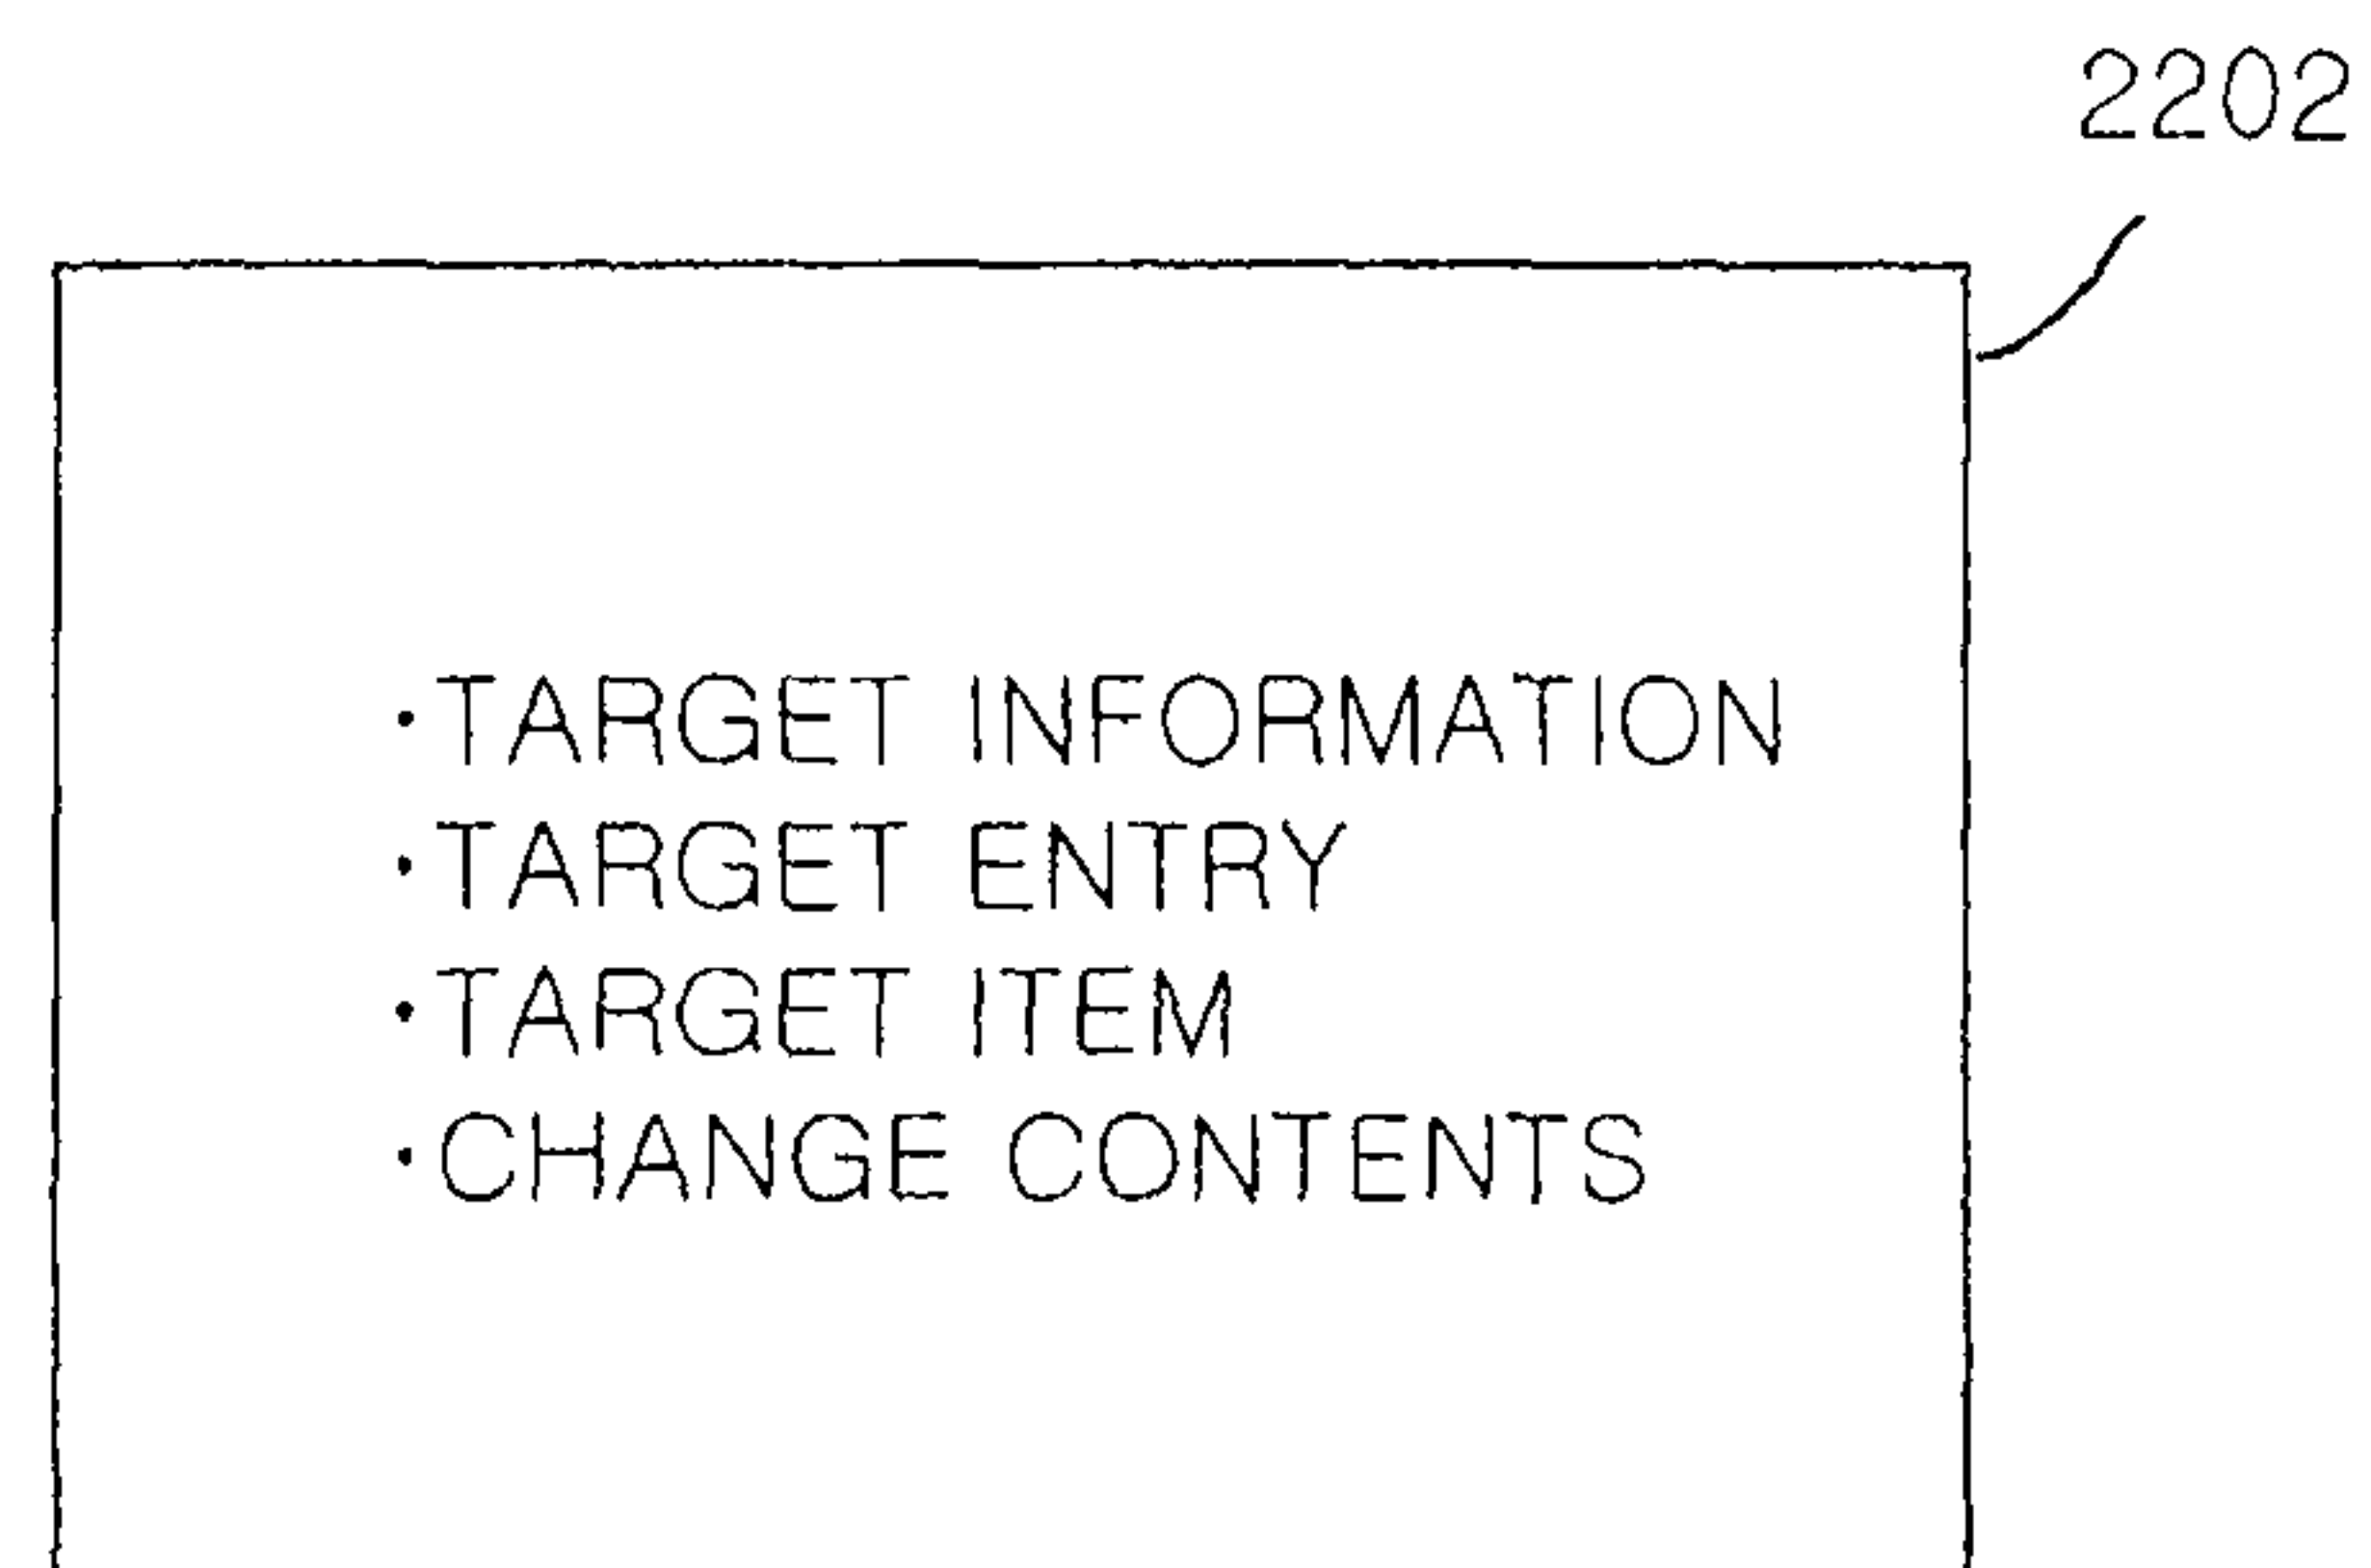 2202
・TARGET INFORMATION
・TARGET ENTRY
・TARGET ITEM
・CHANGE CONTENTS